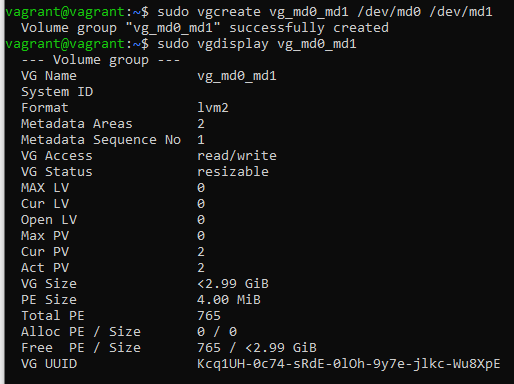 vagrant@vagrant:~$ sudo vgcreate vg_md0_md1 /dev/md0 /dev/md1
  Volume group "vg_md0_md1" successfully created
vagrant@vagrant:~$ sudo vgdisplay vg_md0_md1
  --- Volume group ---
  VG Name               vg_md0_md1
  System ID
  Format                lvm2
  Metadata Areas        2
  Metadata Sequence No  1
  VG Access             read/write
  VG Status             resizable
  MAX LV                0
  Cur LV                0
  Open LV               0
  Max PV                0
  Cur PV                2
  Act PV                2
  VG Size               <2.99 GiB
  PE Size               4.00 MiB
  Total PE              765
  Alloc PE / Size       0 / 0
  Free  PE / Size       765 / <2.99 GiB
  VG UUID               Kcq1UH-0c74-sRdE-0lOh-9y7e-jlkc-Wu8XpE